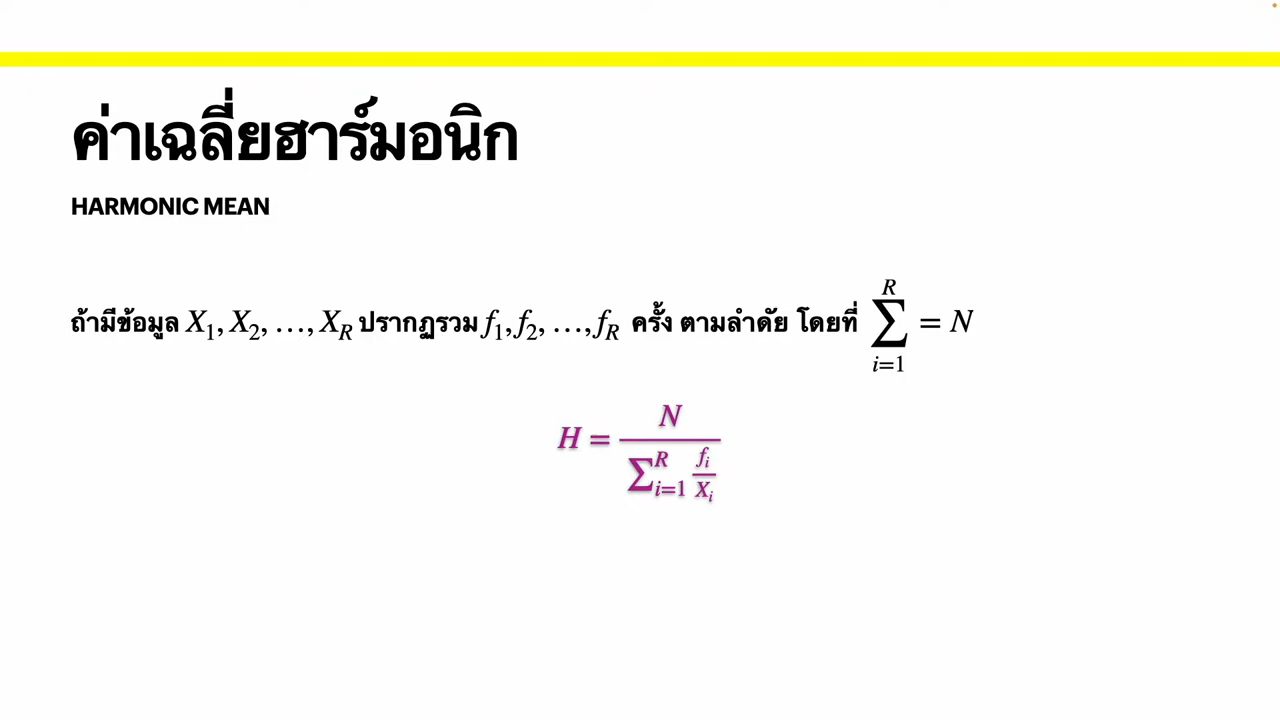 ค่าเฉลี่ยฮาร์มอนิก
HARMONIC MEAN
ถ้ามีข้อมูล X₁, X₂, …, X_R ปรากฏรวม f₁, f₂, …, f_R ครั้ง ตามลำดัย โดยที่ ∑_{i=1}^{R} = N
H = N / (∑_{i=1}^{R} f_i / X_i)